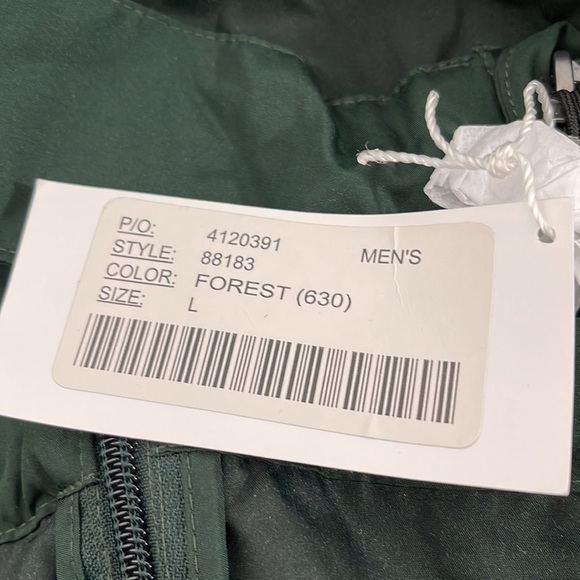 P/O: 4120391 MEN'S
STYLE: 88183
COLOR: FOREST (630)
SIZE: L